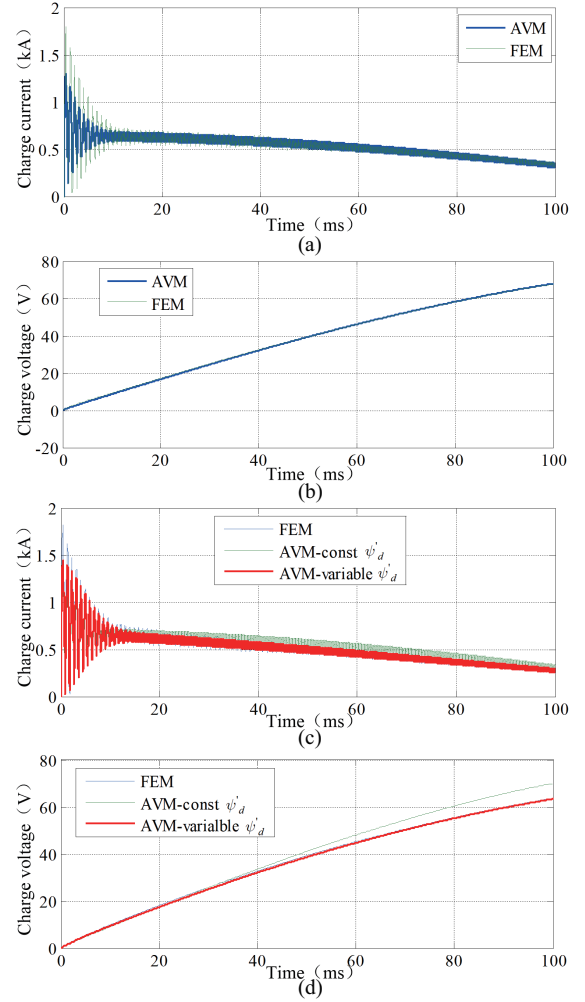 2
1.5
1
0.5
0
Charge current (kA)
AVM
FEM
0 20 40 60 80 100
Time（ms）
(a)
80
60
40
20
0
-20
Charge voltage（V）
AVM
FEM
0 20 40 60 80 100
Time（ms）
(b)
2
1.5
1
0.5
0
Charge current (kA)
FEM
AVM-const ψ'd
AVM-variable ψ'd
0 20 40 60 80 100
Time（ms）
(c)
80
60
40
20
0
Charge voltage（V）
FEM
AVM-const ψ'd
AVM-varialble ψ'd
0 20 40 60 80 100
Time（ms）
(d)